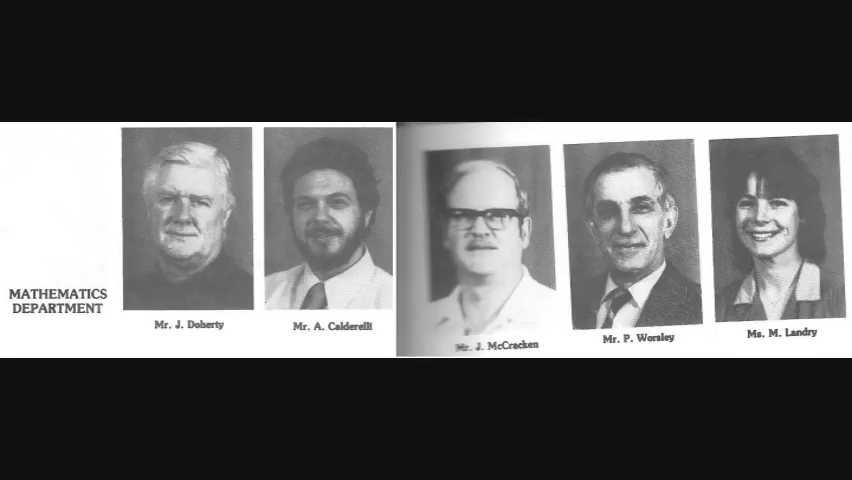 MATHEMATICS
DEPARTMENT
Mr. J. Doherty
Mr. A. Calderelli
Mr. J. McCracken
Mr. P. Worsley
Ms. M. Landry